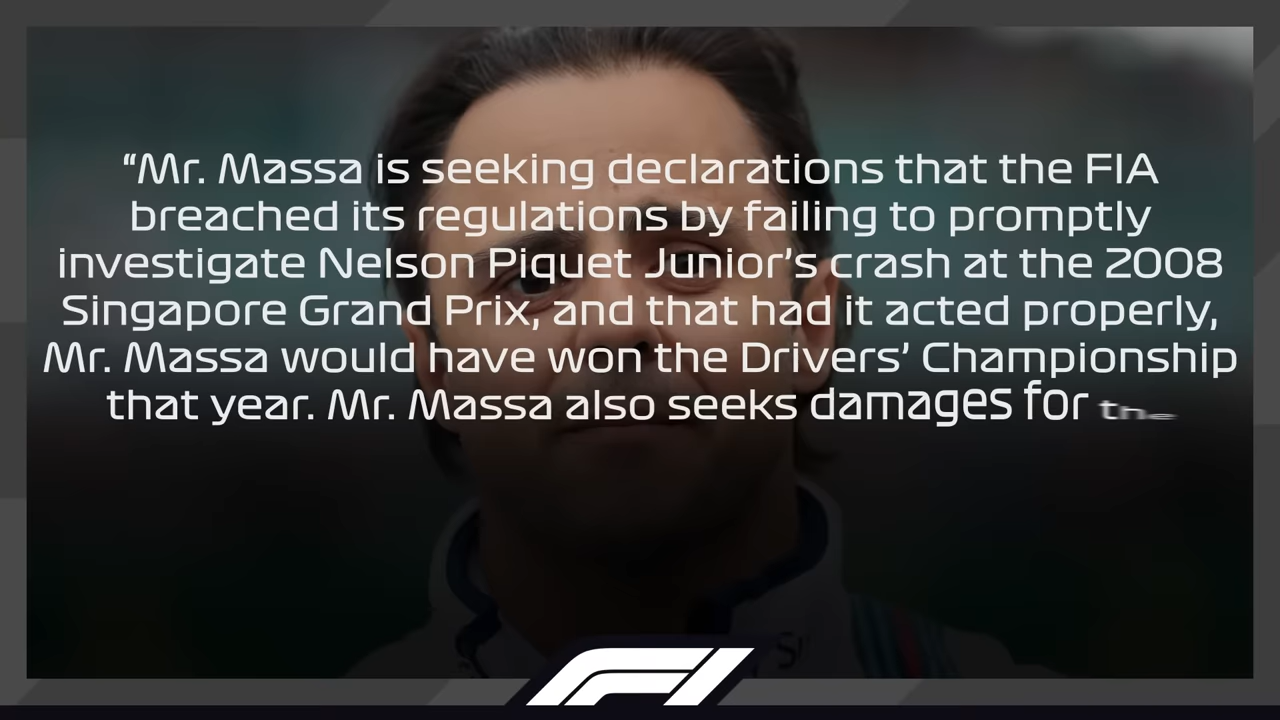 “Mr. Massa is seeking declarations that the FIA
breached its regulations by failing to promptly
investigate Nelson Piquet Junior’s crash at the 2008
Singapore Grand Prix, and that had it acted properly,
Mr. Massa would have won the Drivers’ Championship
that year. Mr. Massa also seeks damages for the
F1